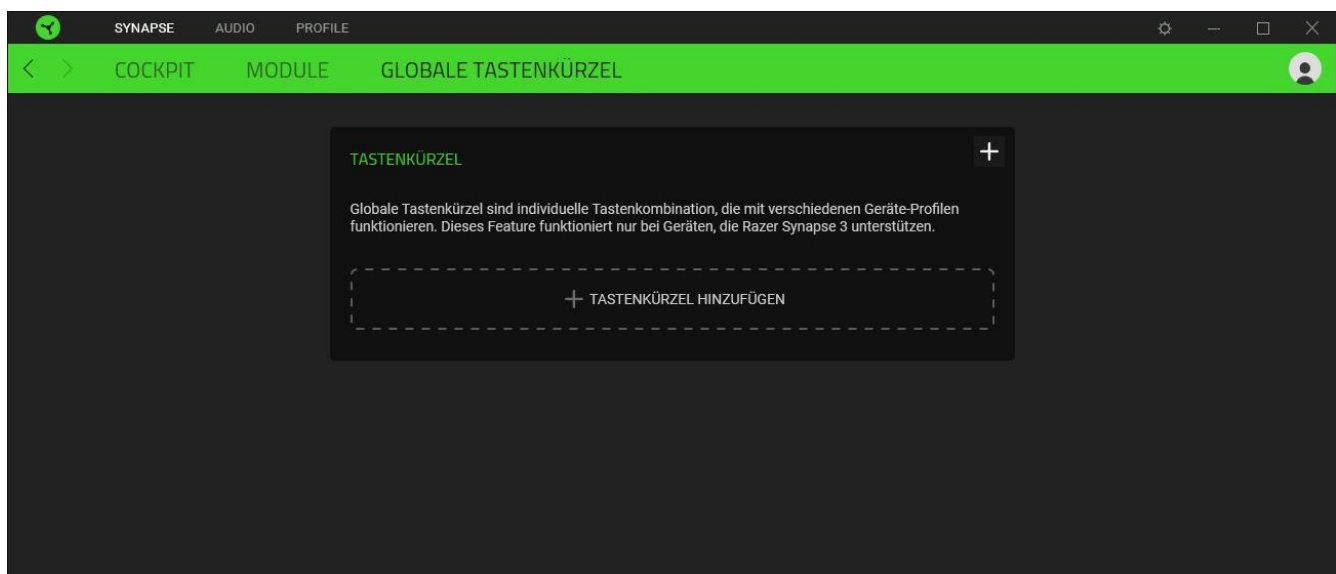 SYNAPSE AUDIO PROFILE
COCKPIT MODULE GLOBALE TASTENKÜRZEL
TASTENKÜRZEL
Globale Tastenkürzel sind individuelle Tastenkombination, die mit verschiedenen Geräte-Profilen
funktionieren. Dieses Feature funktioniert nur bei Geräten, die Razer Synapse 3 unterstützen.
TASTENKÜRZEL HINZUFÜGEN